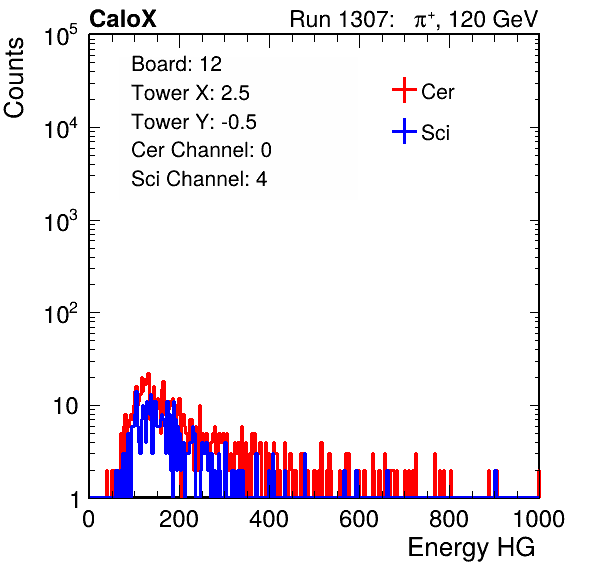 CaloX Run 1307: π⁺, 120 GeV
Counts
Board: 12
Tower X: 2.5
Tower Y: -0.5
Cer Channel: 0
Sci Channel: 4
Cer
Sci
10⁵
10⁴
10³
10²
10
1
0 200 400 600 800 1000
Energy HG